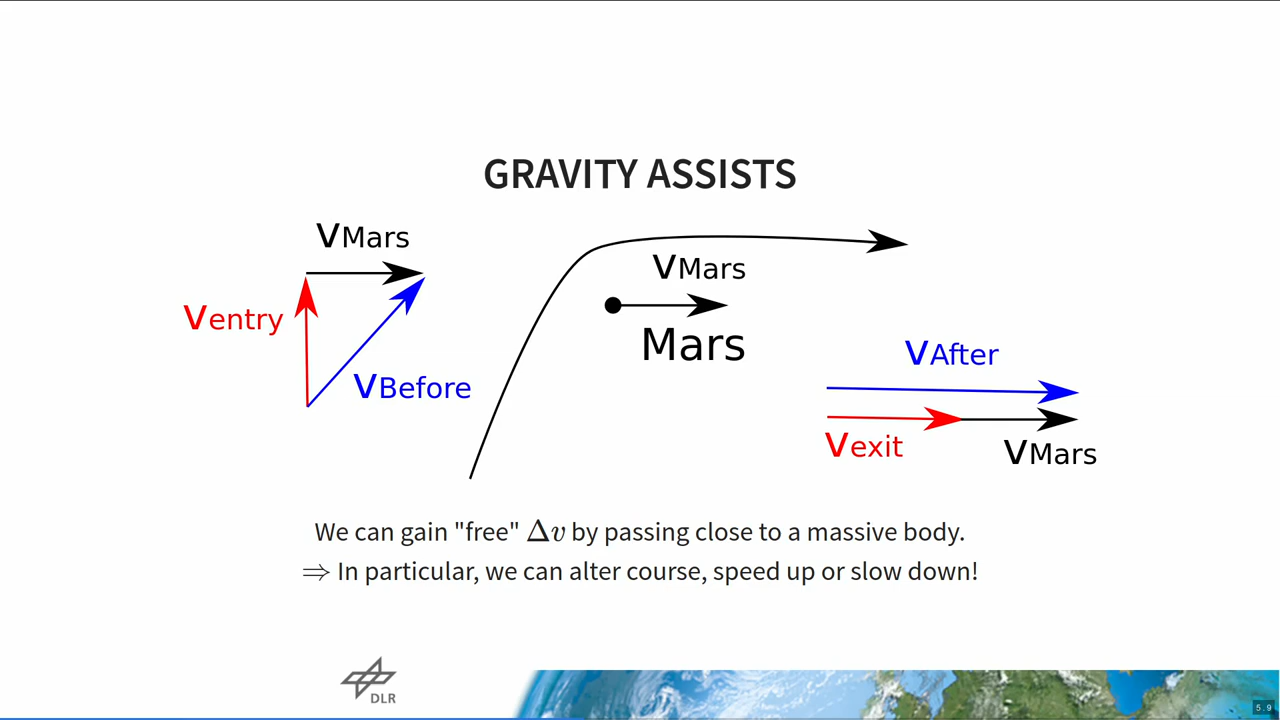 GRAVITY ASSISTS
vMars
ventry
vBefore
vMars
Mars
vAfter
vexit
vMars
We can gain "free" Δv by passing close to a massive body.
⇒ In particular, we can alter course, speed up or slow down!
DLR
5.9